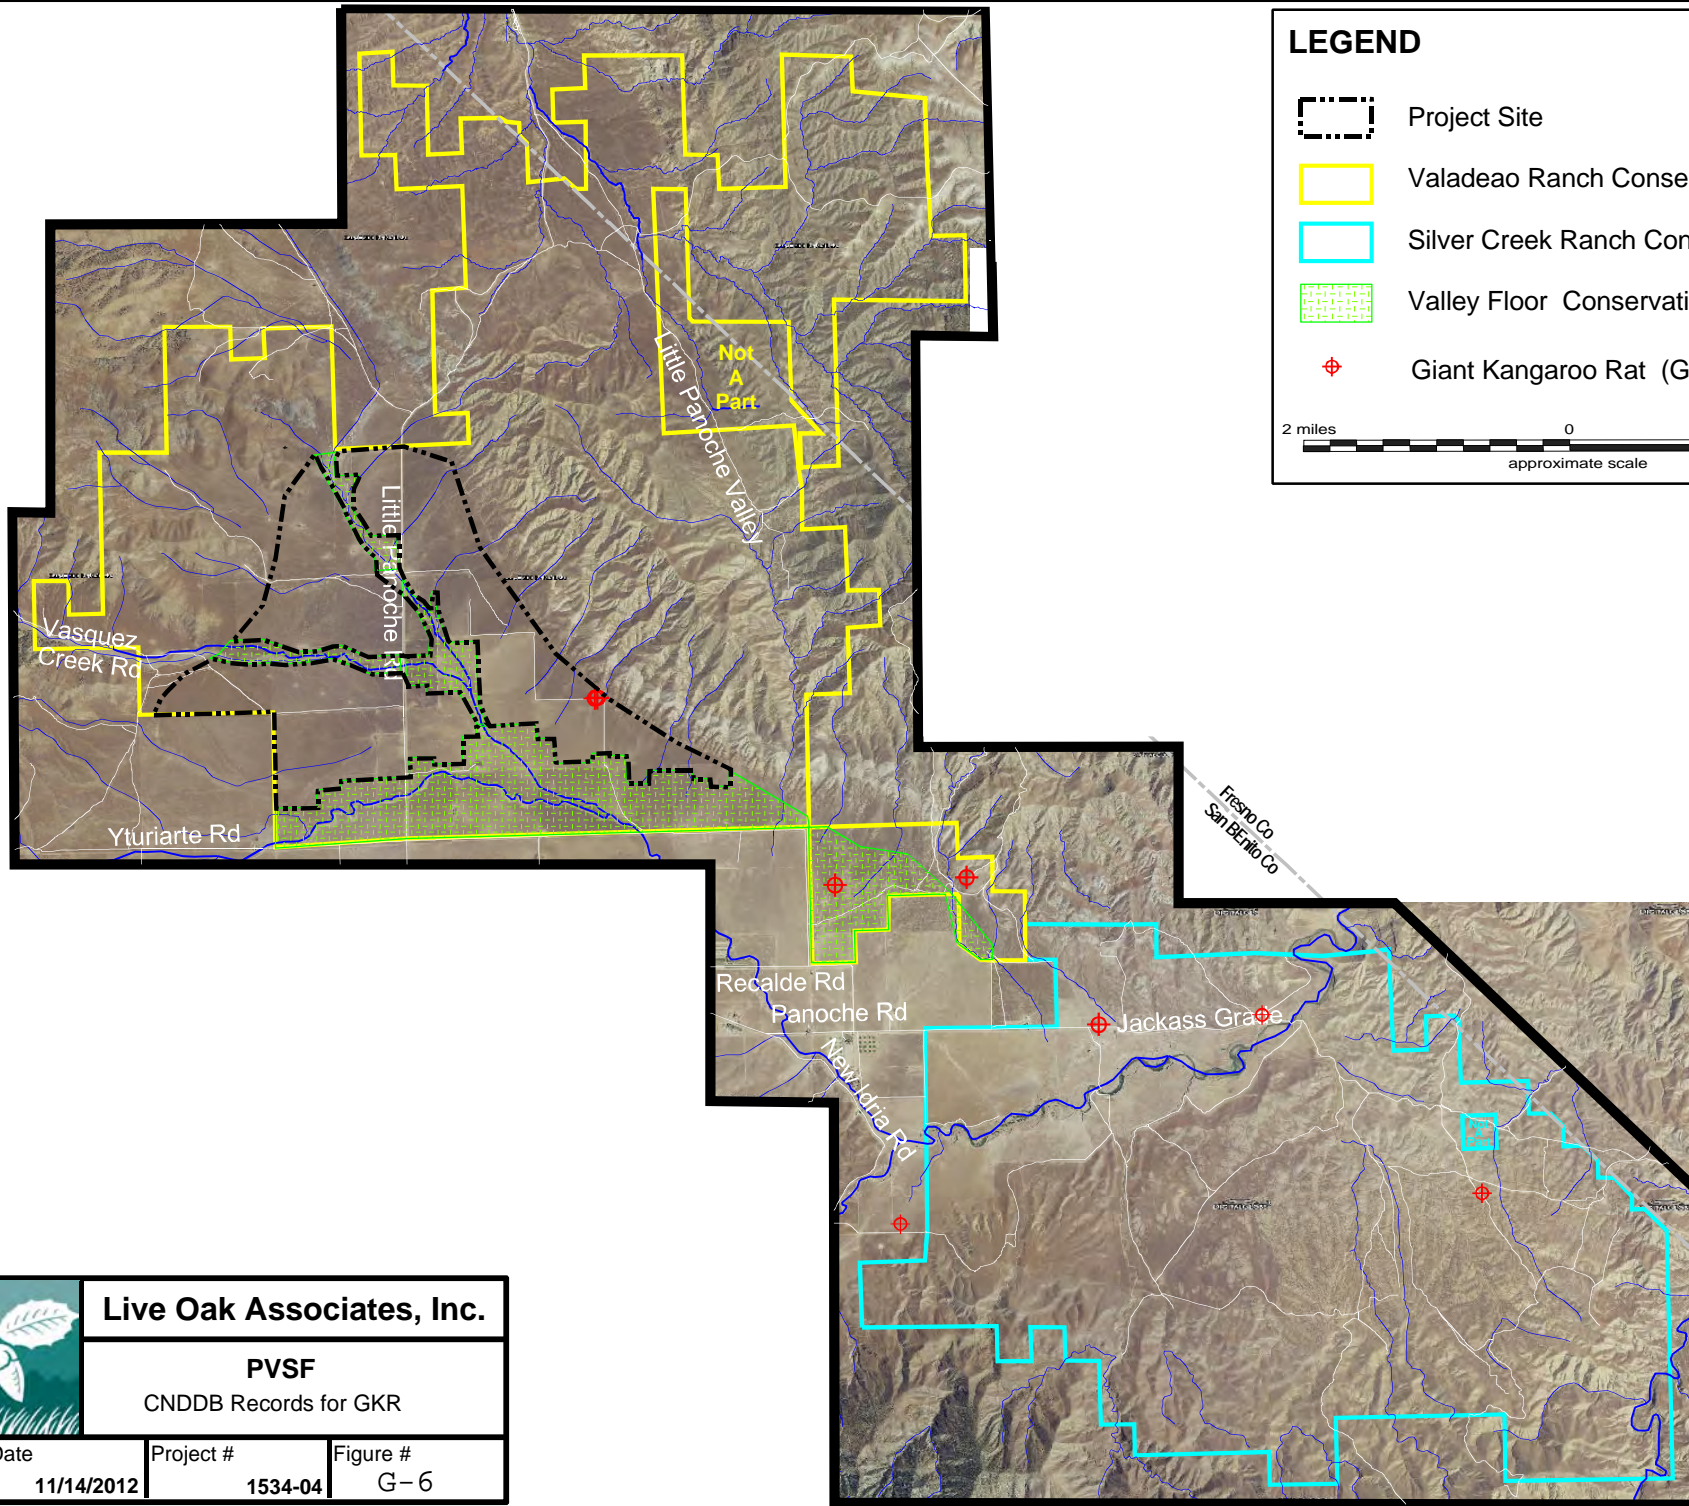 LEGEND
Project Site
Valadeao Ranch Conse
Silver Creek Ranch Con
Valley Floor Conservati
Giant Kangaroo Rat (G
2 miles
0
approximate scale
Not
A
Part
Little Panoche Valley
Little Panoche Rd
Vasquez
Creek Rd
Yturiarte Rd
Fresno Co
San BEnito Co
Recalde Rd
Panoche Rd
Jackass Grade
New Idria Rd
Not
A
Part
Live Oak Associates, Inc.
PVSF
CNDDB Records for GKR
Date
11/14/2012
Project #
1534-04
Figure #
G-6